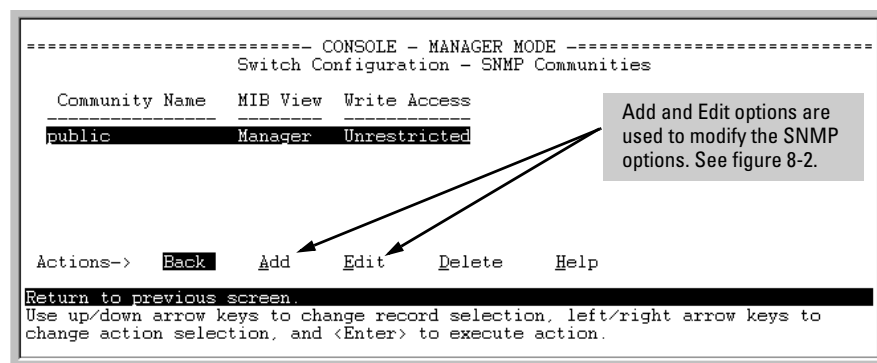 ==========================- CONSOLE - MANAGER MODE -============================
Switch Configuration - SNMP Communities
Community Name MIB View Write Access
---------------- -------- ------------
public Manager Unrestricted
Add and Edit options are
used to modify the SNMP
options. See figure 8-2.
Actions-> Back Add Edit Delete Help
Return to previous screen.
Use up/down arrow keys to change record selection, left/right arrow keys to
change action selection, and <Enter> to execute action.